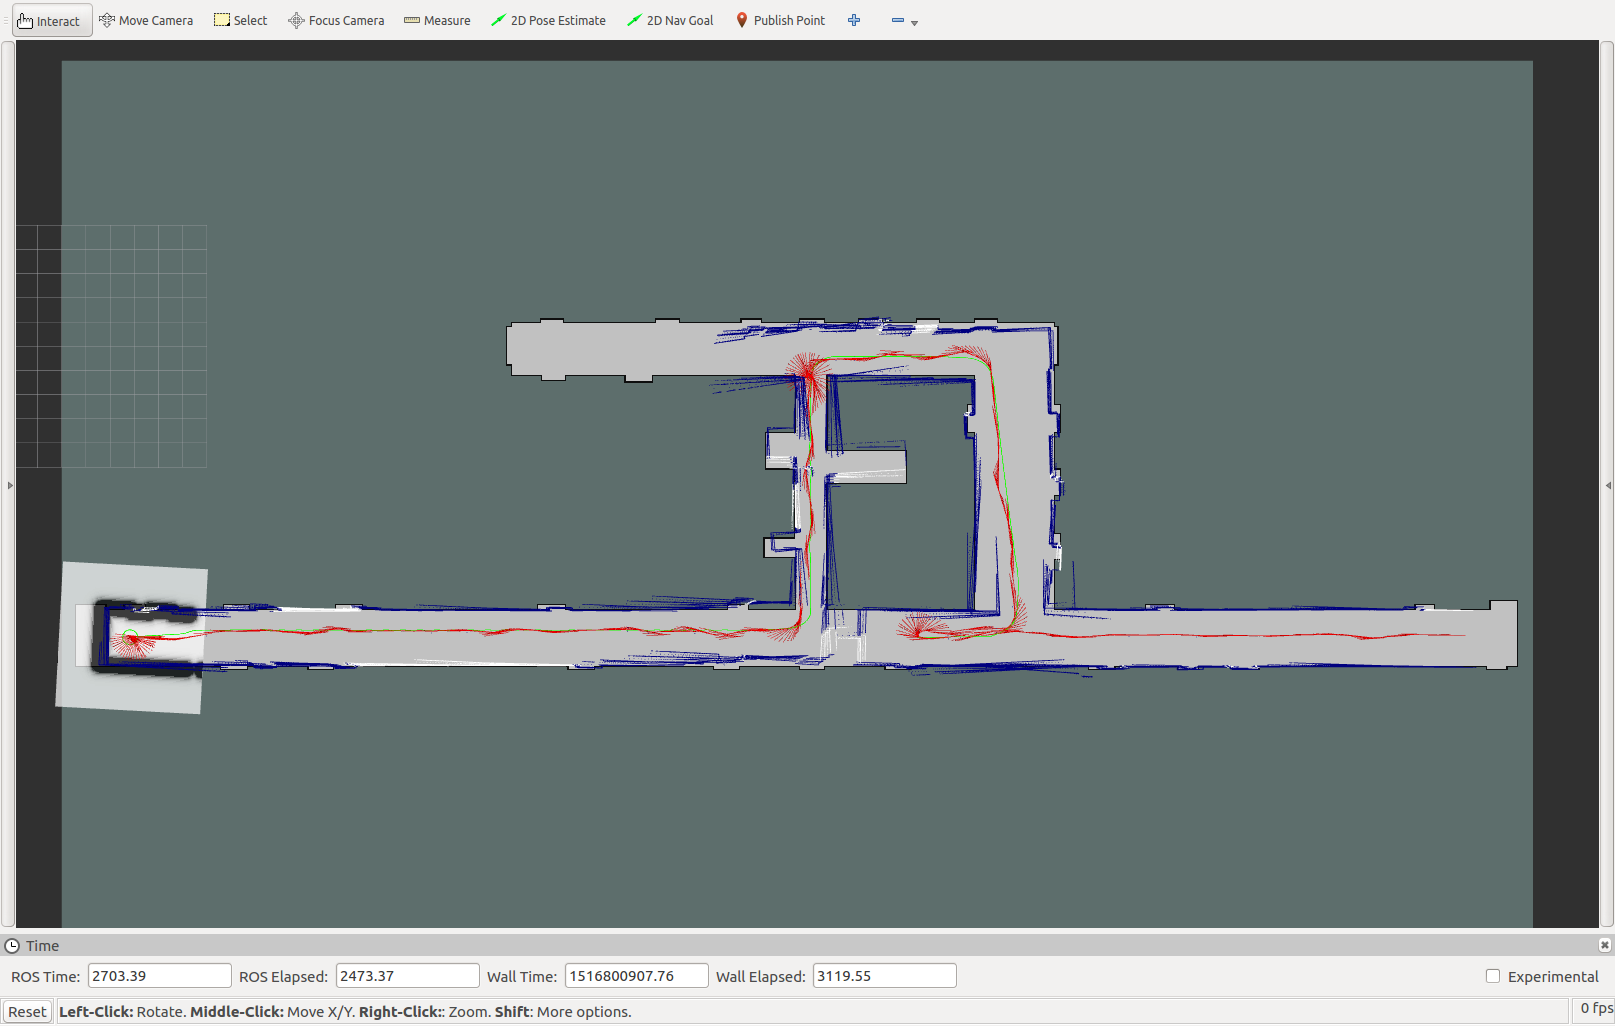 Interact Move Camera Select Focus Camera Measure 2D Pose Estimate 2D Nav Goal Publish Point
Time
ROS Time: 2703.39 ROS Elapsed: 2473.37 Wall Time: 1516800907.76 Wall Elapsed: 3119.55 Experimental
Reset Left-Click: Rotate. Middle-Click: Move X/Y. Right-Click:: Zoom. Shift: More options. 0 fps